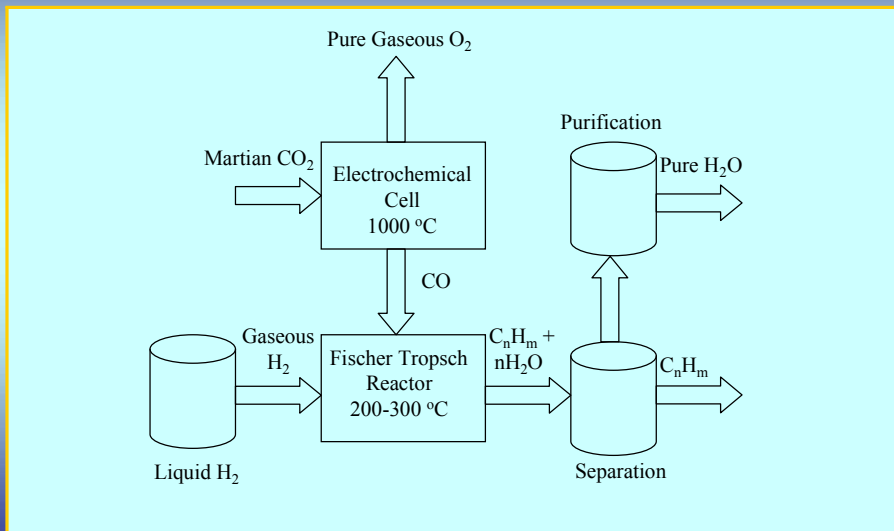 Pure Gaseous O₂
Purification
Martian CO₂
Pure H₂O
Electrochemical
Cell
1000 ᵒC
CO
Gaseous
H₂
CₙHₘ +
nH₂O
CₙHₘ
Fischer Tropsch
Reactor
200-300 ᵒC
Liquid H₂
Separation